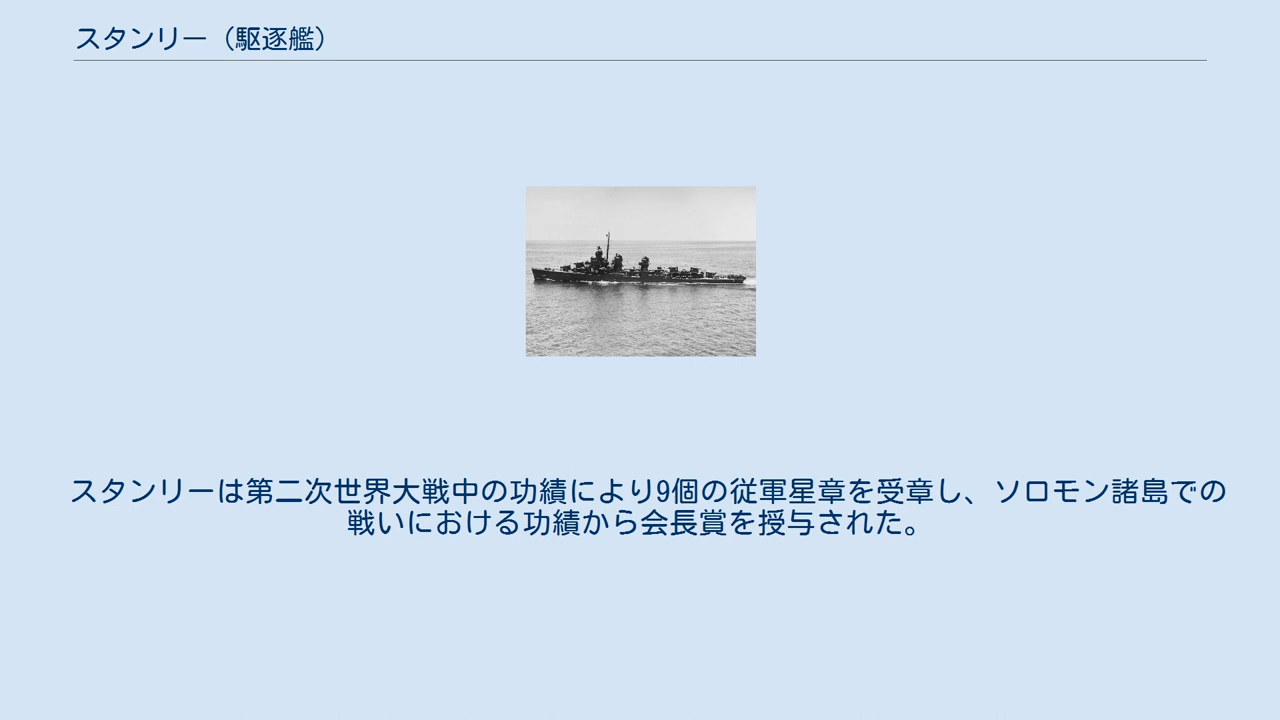 スタンリー（駆逐艦）
スタンリーは第二次世界大戦中の功績により9個の従軍星章を受章し、ソロモン諸島での
戦いにおける功績から会長賞を授与された。